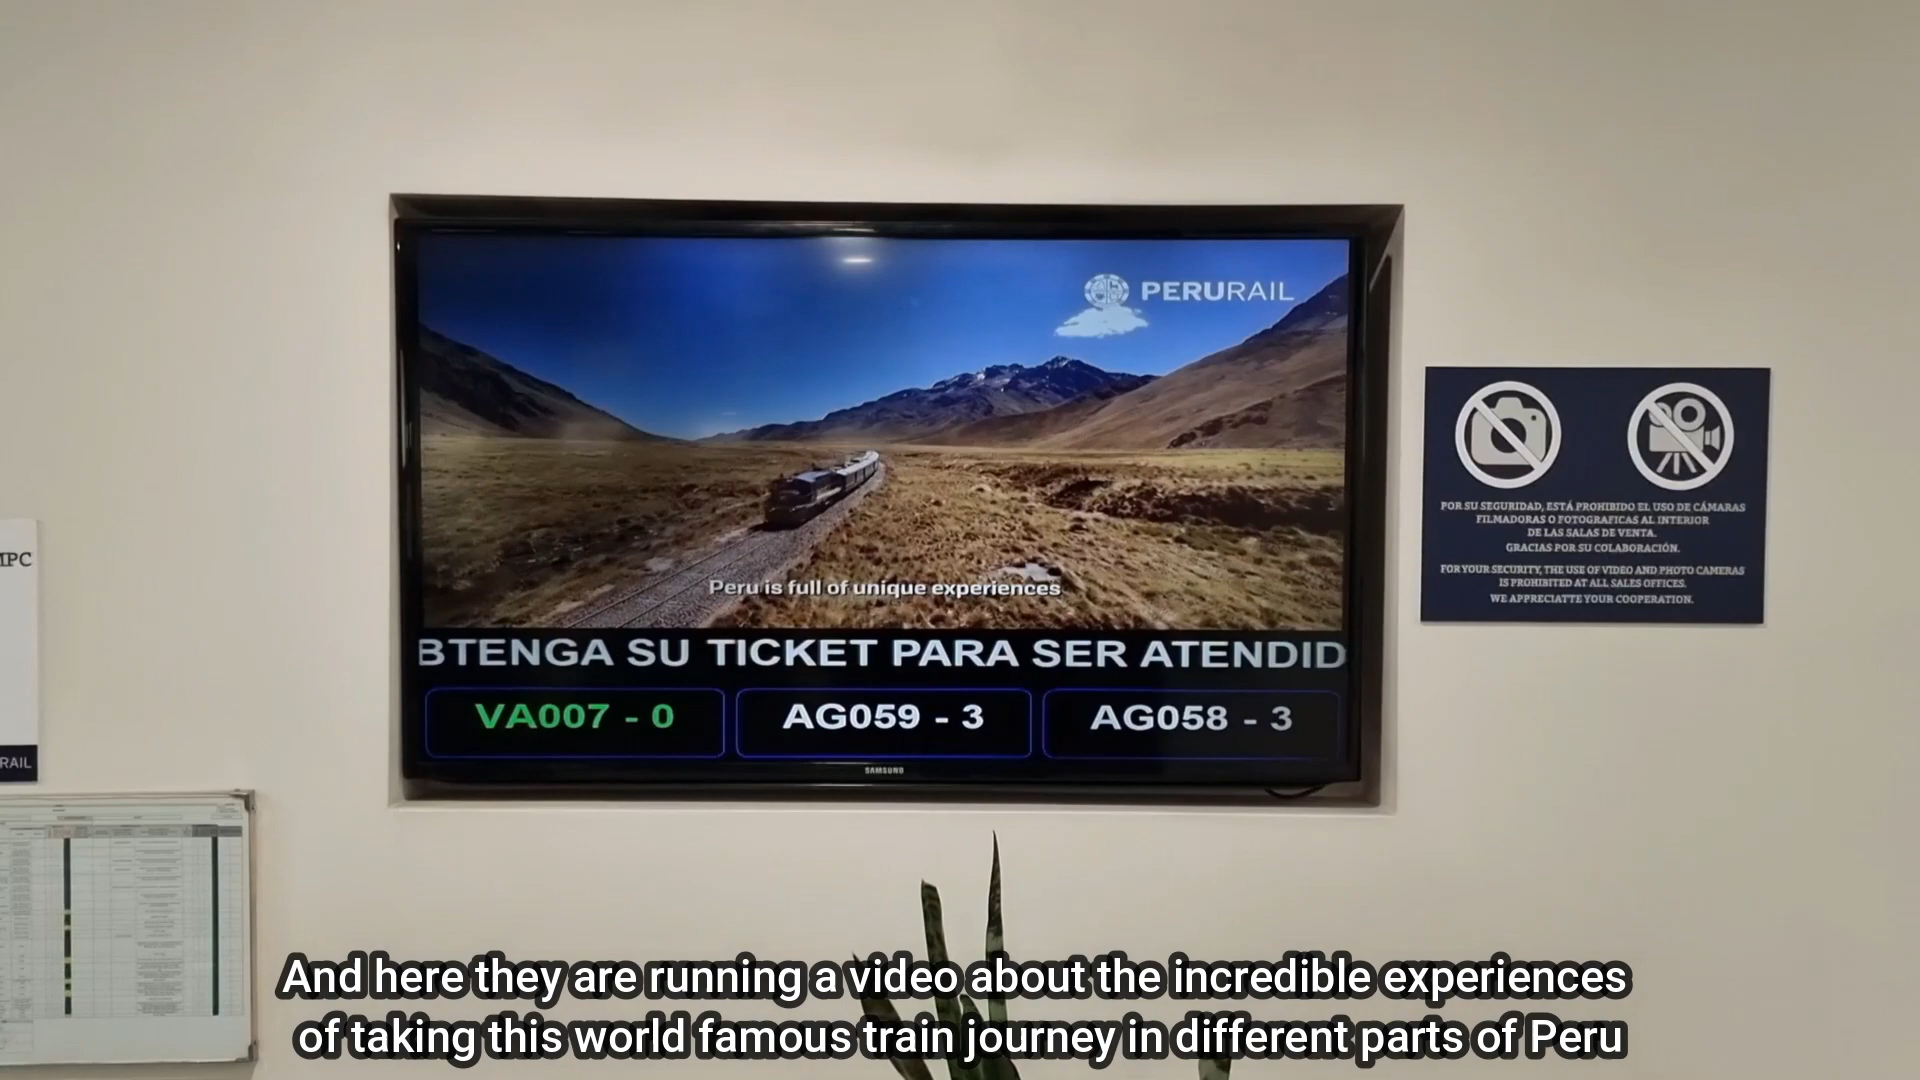 PERURAIL
Peru is full of unique experiences
BTENGA SU TICKET PARA SER ATENDID
VA007 - 0
AG059 - 3
AG058 - 3
SAMSUNG
POR SU SEGURIDAD, ESTÁ PROHIBIDO EL USO DE CÁMARAS
FILMADORAS O FOTOGRAFICAS AL INTERIOR
DE LAS SALAS DE VENTA.
GRACIAS POR SU COLABORACIÓN.
FOR YOUR SECURITY, THE USE OF VIDEO AND PHOTO CAMERAS
IS PROHIBITED AT ALL SALES OFFICES.
WE APPRECIATTE YOUR COOPERATION.
MPC
RAIL
And here they are running a video about the incredible experiences
of taking this world famous train journey in different parts of Peru